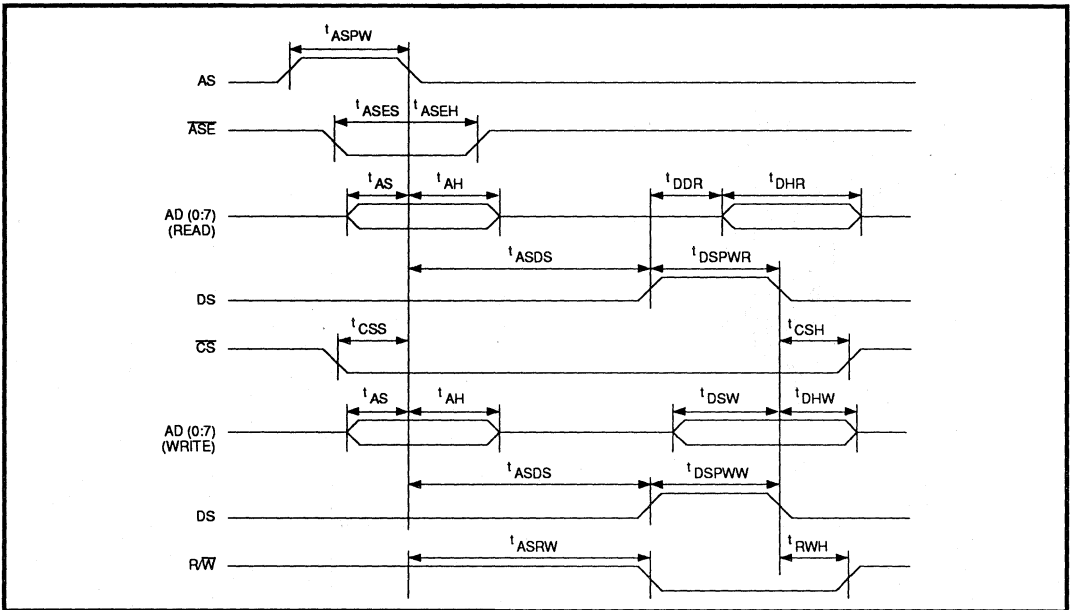 tASPW
AS
tASES tASEH
ASE
tAS tAH tDDR tDHR
AD (0:7)
(READ)
tASDS tDSPWR
DS
tCSS tCSH
CS
tAS tAH tDSW tDHW
AD (0:7)
(WRITE)
tASDS tDSPWW
DS
tASRW tRWH
R/W